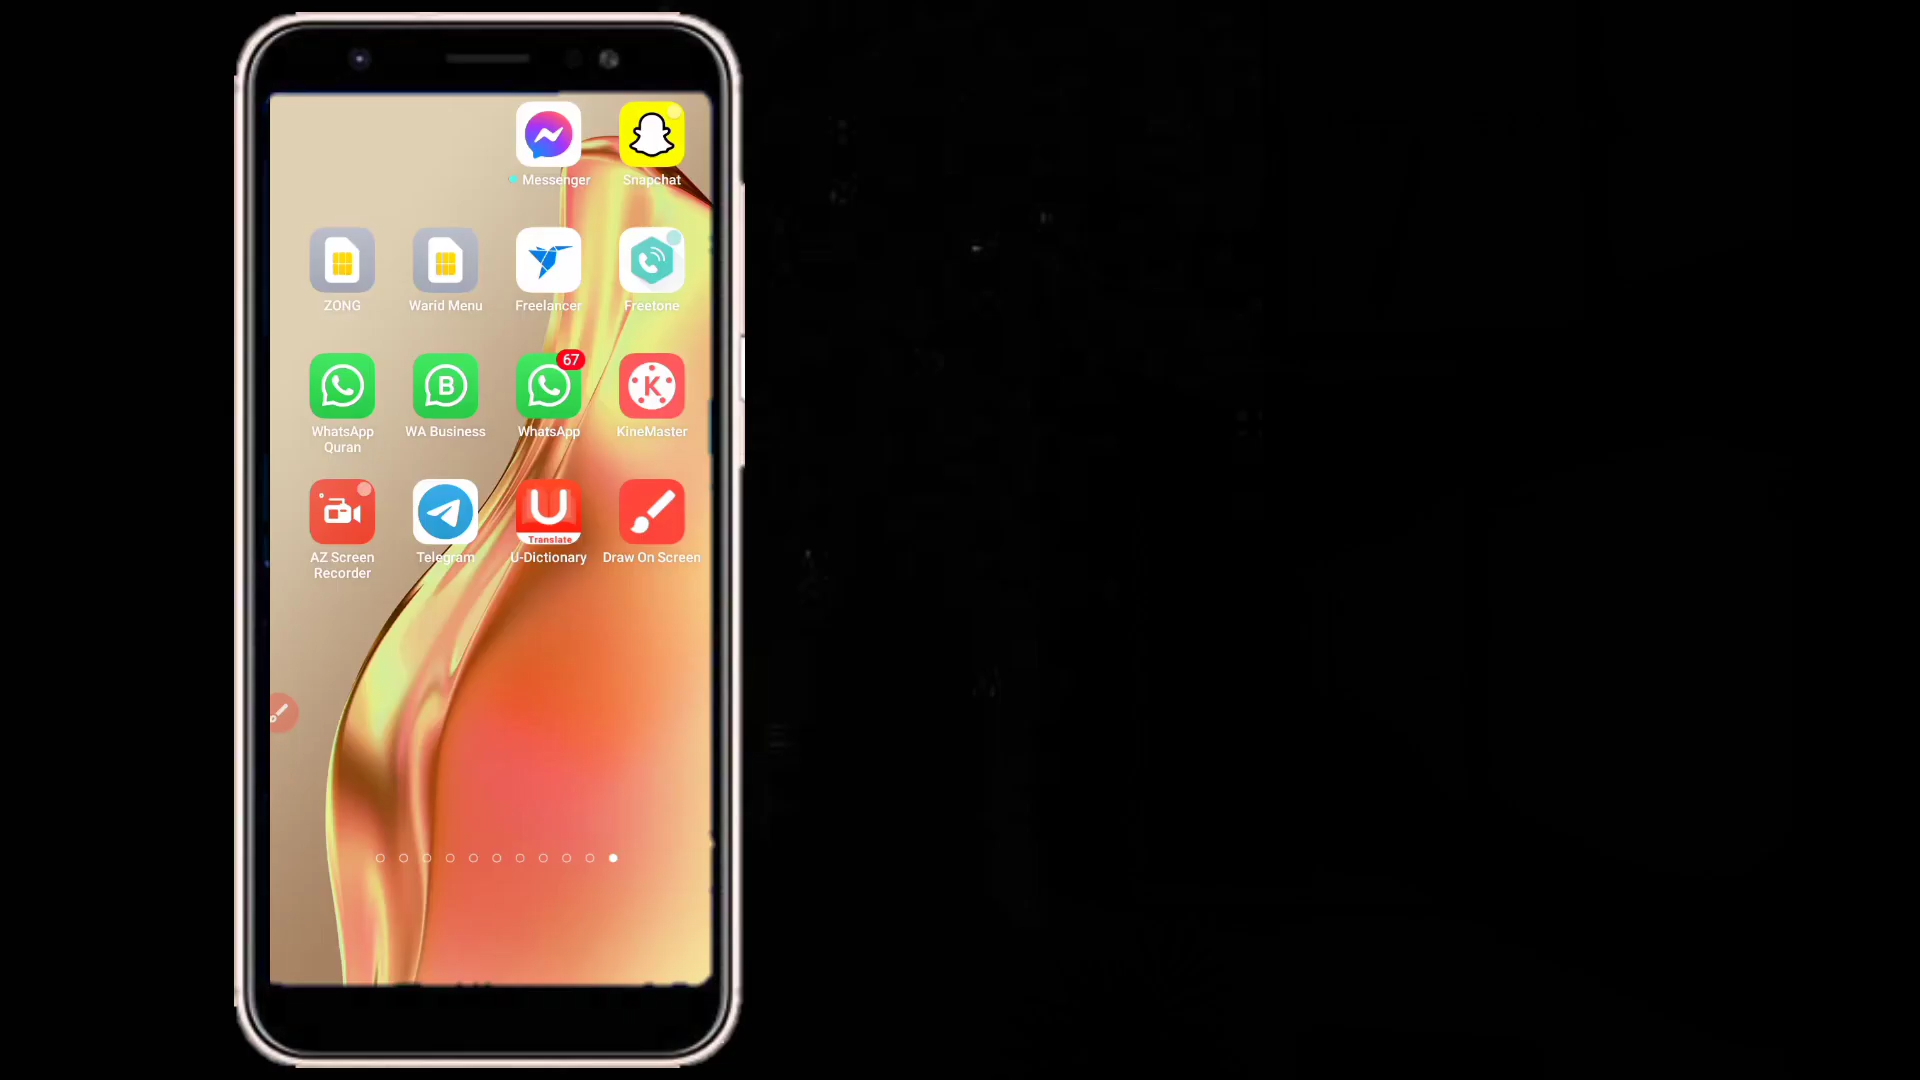 Messenger
Snapchat
ZONG
Warid Menu
Freelancer
Freetone
67
WhatsApp
Quran
B
WA Business
WhatsApp
K
KineMaster
AZ Screen
Recorder
Telegram
U
Translate
U-Dictionary
Draw On Screen